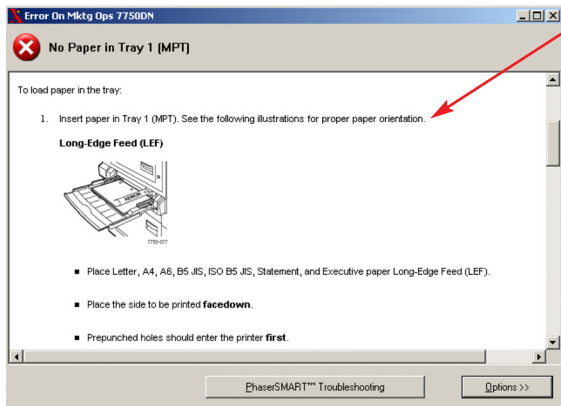 Error On Mktg Ops 7750DN
No Paper in Tray 1 (MPT)
To load paper in the tray:
1. Insert paper in Tray 1 (MPT). See the following illustrations for proper paper orientation.
Long-Edge Feed (LEF)
XEROX
7750-077
■ Place Letter, A4, A6, B5 JIS, ISO B5 JIS, Statement, and Executive paper Long-Edge Feed (LEF).
■ Place the side to be printed facedown.
■ Prepunched holes should enter the printer first.
PhaserSMART™ Troubleshooting
Options >>